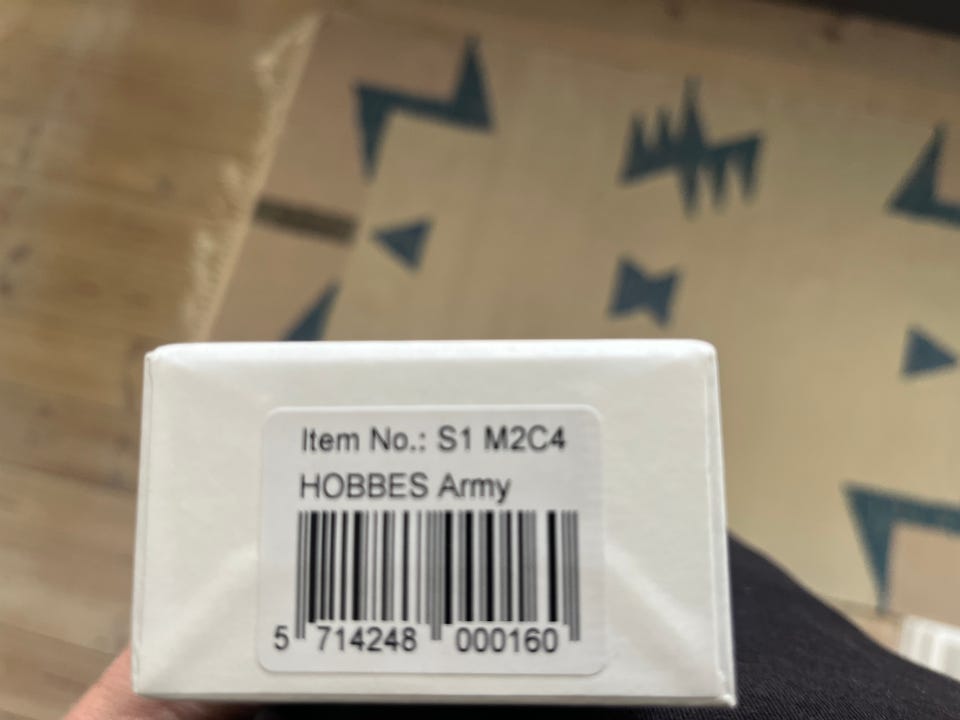 Item No.: S1 M2C4
HOBBES Army
5 714248 000160